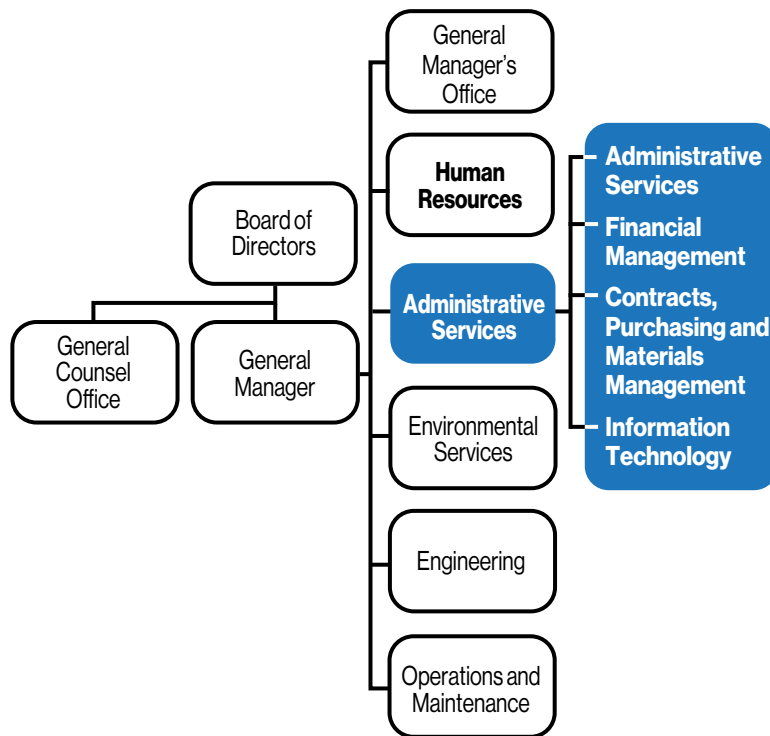 General
Manager’s
Office
Human
Resources
Board of
Directors
General
Counsel
Office
General
Manager
Administrative
Services
Environmental
Services
Engineering
Operations and
Maintenance
Administrative
Services
Financial
Management
Contracts,
Purchasing and
Materials
Management
Information
Technology